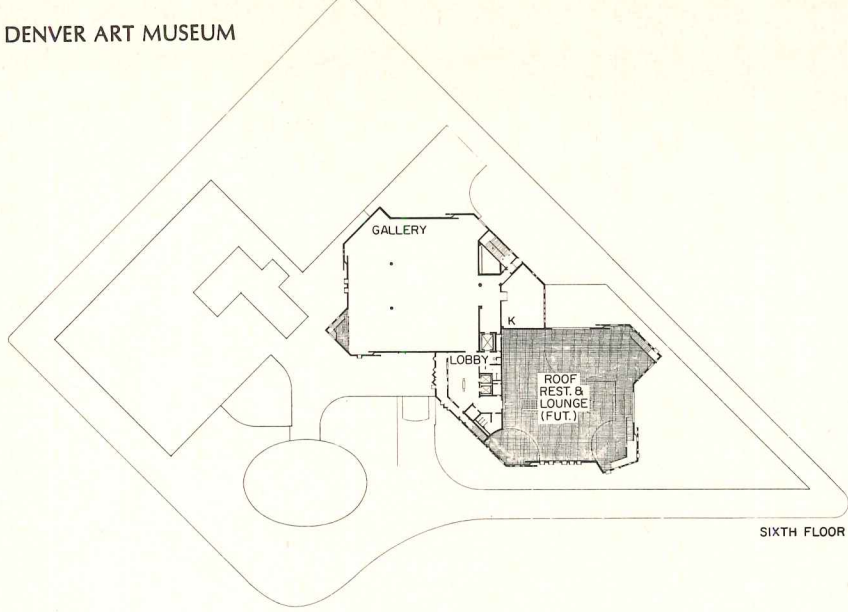 DENVER ART MUSEUM
GALLERY
K
LOBBY
ROOF
REST. &
LOUNGE
(FUT.)
SIXTH FLOOR